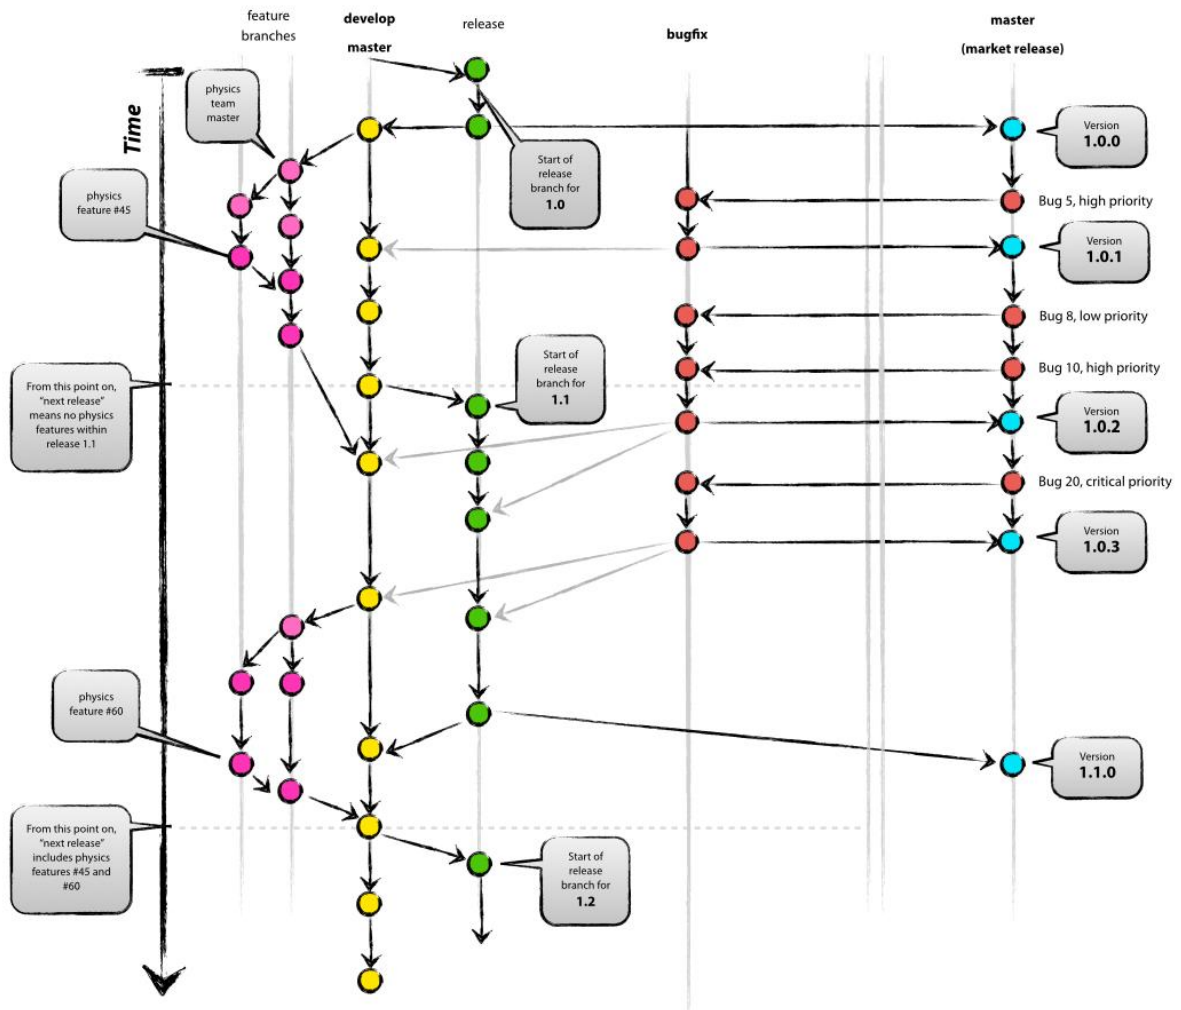 feature
branches
develop
master
release
bugfix
master
(market release)
Time
physics
team
master
Version
1.0.0
Start of
release
branch for
1.0
physics
feature #45
Bug 5, high priority
Version
1.0.1
Bug 8, low priority
Start of
release
branch for
1.1
Bug 10, high priority
From this point on,
"next release"
means no physics
features within
release 1.1
Version
1.0.2
Bug 20, critical priority
Version
1.0.3
physics
feature #60
Version
1.1.0
From this point on,
"next release"
includes physics
features #45 and
#60
Start of
release
branch for
1.2